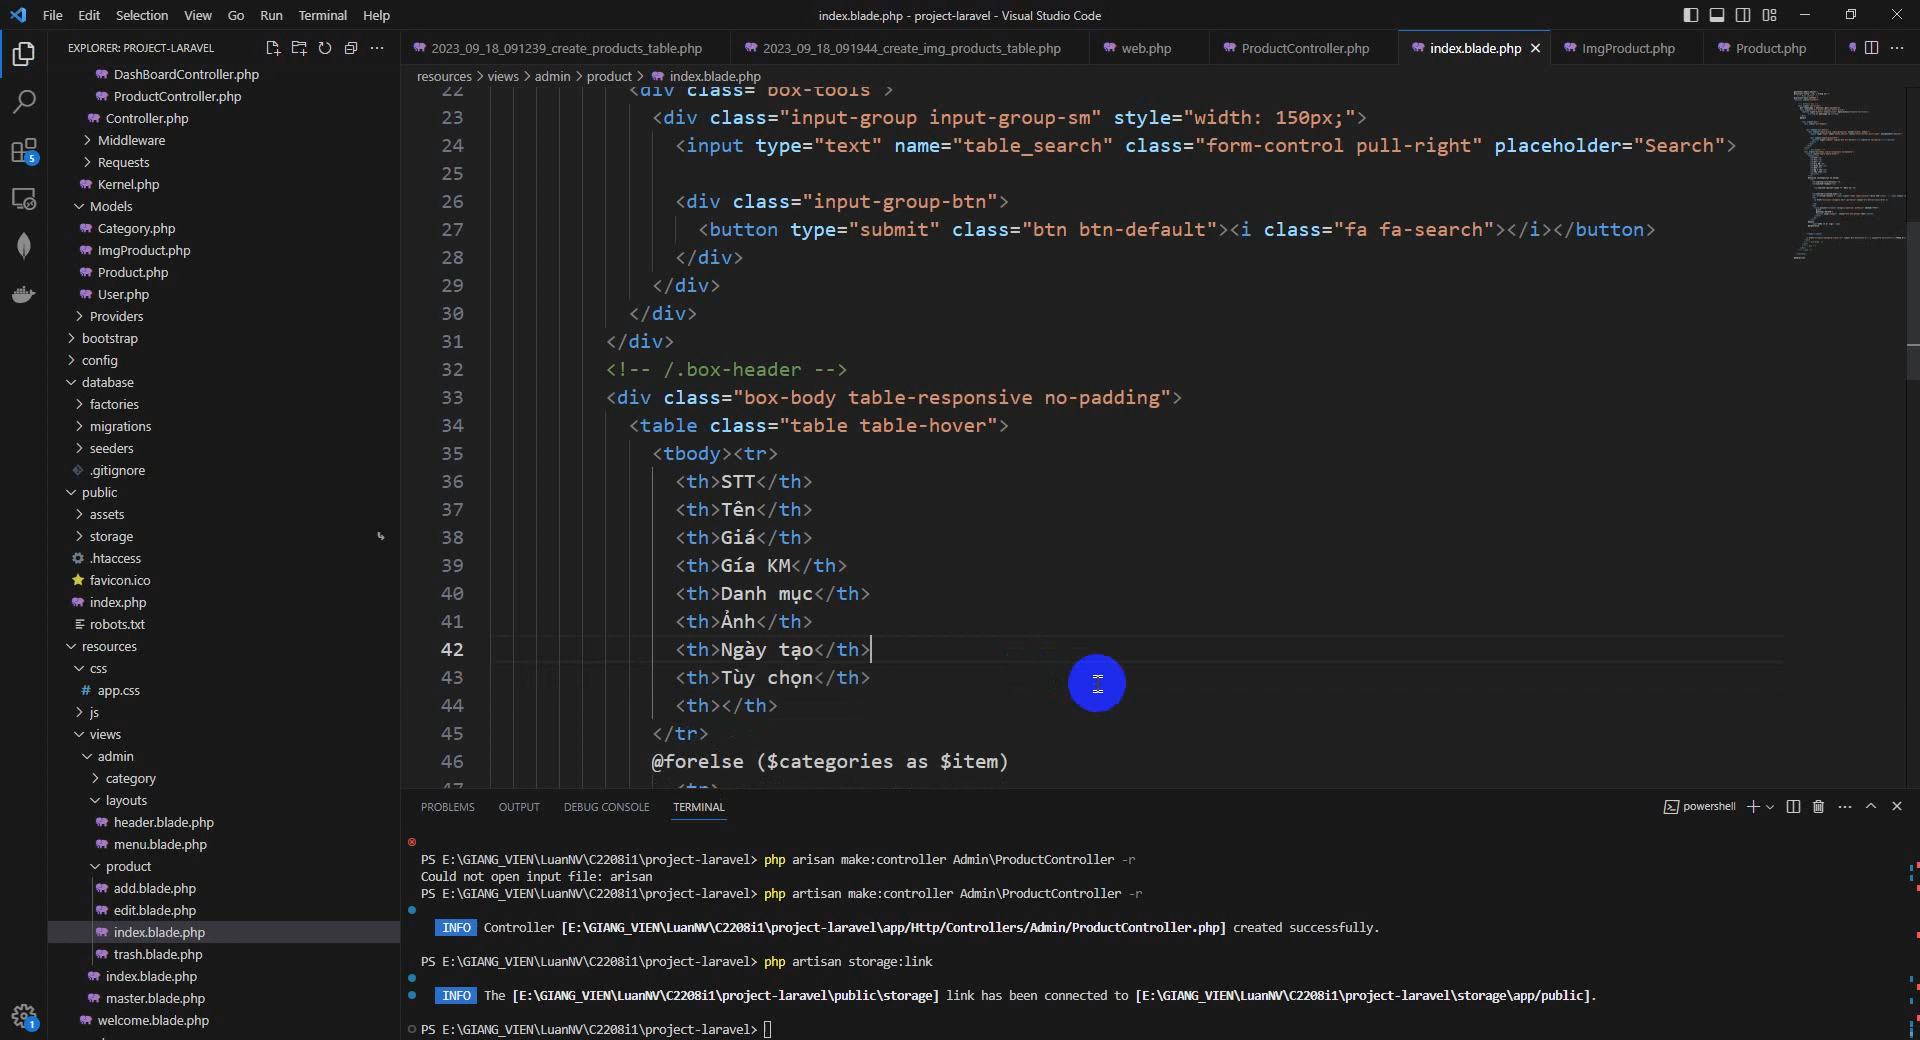 File Edit Selection View Go Run Terminal Help
index.blade.php - project-laravel - Visual Studio Code
EXPLORER: PROJECT-LARAVEL
DashBoardController.php
ProductController.php
Controller.php
Middleware
Requests
Kernel.php
Models
Category.php
ImgProduct.php
Product.php
User.php
Providers
bootstrap
config
database
factories
migrations
seeders
.gitignore
public
assets
storage
.htaccess
favicon.ico
index.php
robots.txt
resources
css
# app.css
js
views
admin
category
layouts
header.blade.php
menu.blade.php
product
add.blade.php
edit.blade.php
index.blade.php
trash.blade.php
index.blade.php
master.blade.php
welcome.blade.php
5
1
2023_09_18_091239_create_products_table.php
2023_09_18_091944_create_img_products_table.php
web.php
ProductController.php
index.blade.php
ImgProduct.php
Product.php
resources > views > admin > product > index.blade.php
22 <div class="box-tools">
23 <div class="input-group input-group-sm" style="width: 150px;">
24 <input type="text" name="table_search" class="form-control pull-right" placeholder="Search">
25
26 <div class="input-group-btn">
27 <button type="submit" class="btn btn-default"><i class="fa fa-search"></i></button>
28 </div>
29 </div>
30 </div>
31 </div>
32 <!-- /.box-header -->
33 <div class="box-body table-responsive no-padding">
34 <table class="table table-hover">
35 <tbody><tr>
36 <th>STT</th>
37 <th>Tên</th>
38 <th>Giá</th>
39 <th>Gía KM</th>
40 <th>Danh mục</th>
41 <th>Ảnh</th>
42 <th>Ngày tạo</th>
43 <th>Tùy chọn</th>
44 <th></th>
45 </tr>
46 @forelse ($categories as $item)
47 <tr>
PROBLEMS OUTPUT DEBUG CONSOLE TERMINAL
powershell
PS E:\GIANG_VIEN\LuanNV\C2208i1\project-laravel> php arisan make:controller Admin\ProductController -r
Could not open input file: arisan
PS E:\GIANG_VIEN\LuanNV\C2208i1\project-laravel> php artisan make:controller Admin\ProductController -r
INFO Controller [E:\GIANG_VIEN\LuanNV\C2208i1\project-laravel\app/Http/Controllers/Admin/ProductController.php] created successfully.
PS E:\GIANG_VIEN\LuanNV\C2208i1\project-laravel> php artisan storage:link
INFO The [E:\GIANG_VIEN\LuanNV\C2208i1\project-laravel\public\storage] link has been connected to [E:\GIANG_VIEN\LuanNV\C2208i1\project-laravel\storage\app/public].
PS E:\GIANG_VIEN\LuanNV\C2208i1\project-laravel>